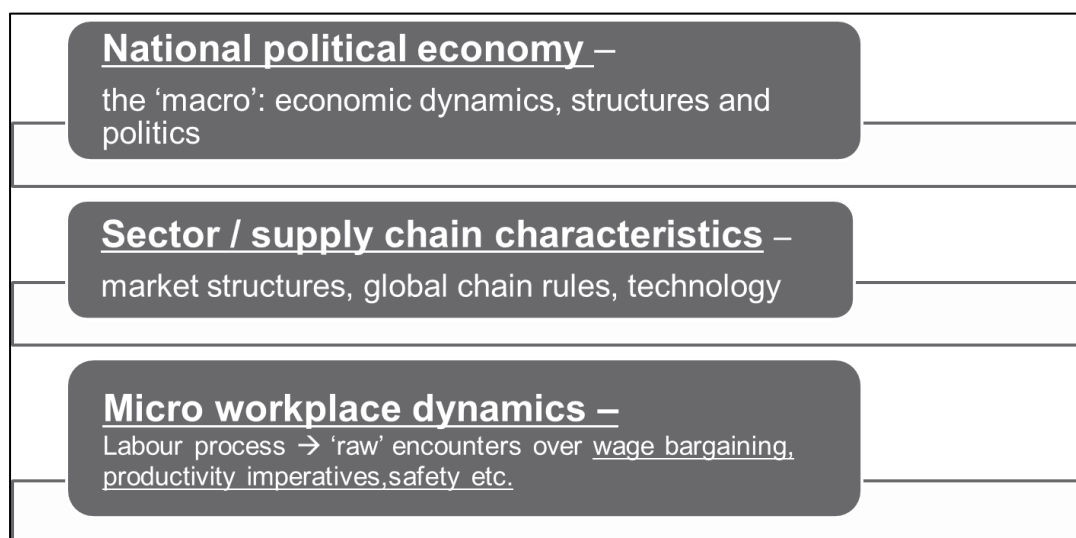 National political economy –
the ‘macro’: economic dynamics, structures and
politics
Sector / supply chain characteristics –
market structures, global chain rules, technology
Micro workplace dynamics –
Labour process → ‘raw’ encounters over wage bargaining,
productivity imperatives,safety etc.